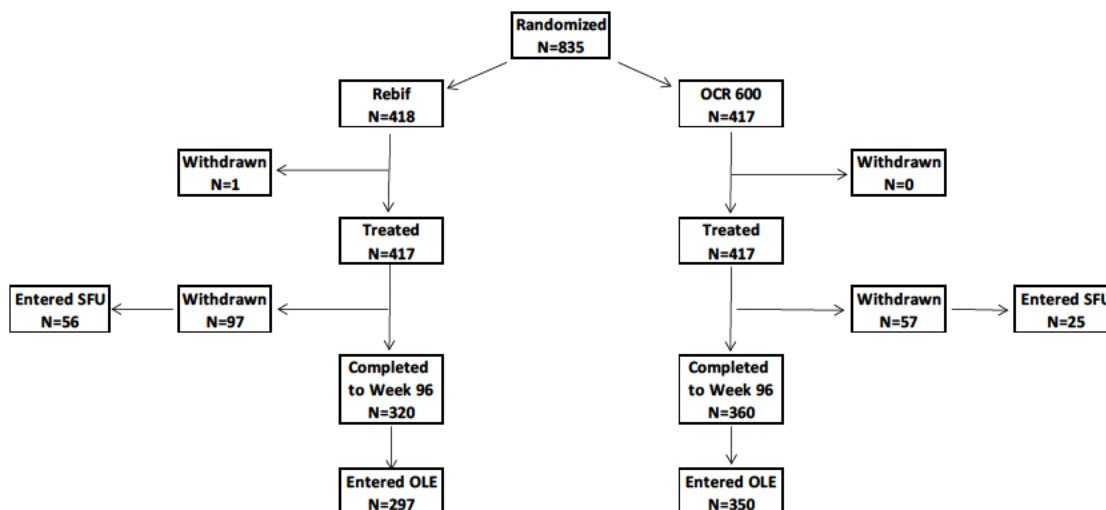 Randomized
N=835
Rebif
N=418
OCR 600
N=417
Withdrawn
N=1
Withdrawn
N=0
Treated
N=417
Treated
N=417
Entered SFU
N=56
Withdrawn
N=97
Withdrawn
N=57
Entered SFU
N=25
Completed
to Week 96
N=320
Completed
to Week 96
N=360
Entered OLE
N=297
Entered OLE
N=350